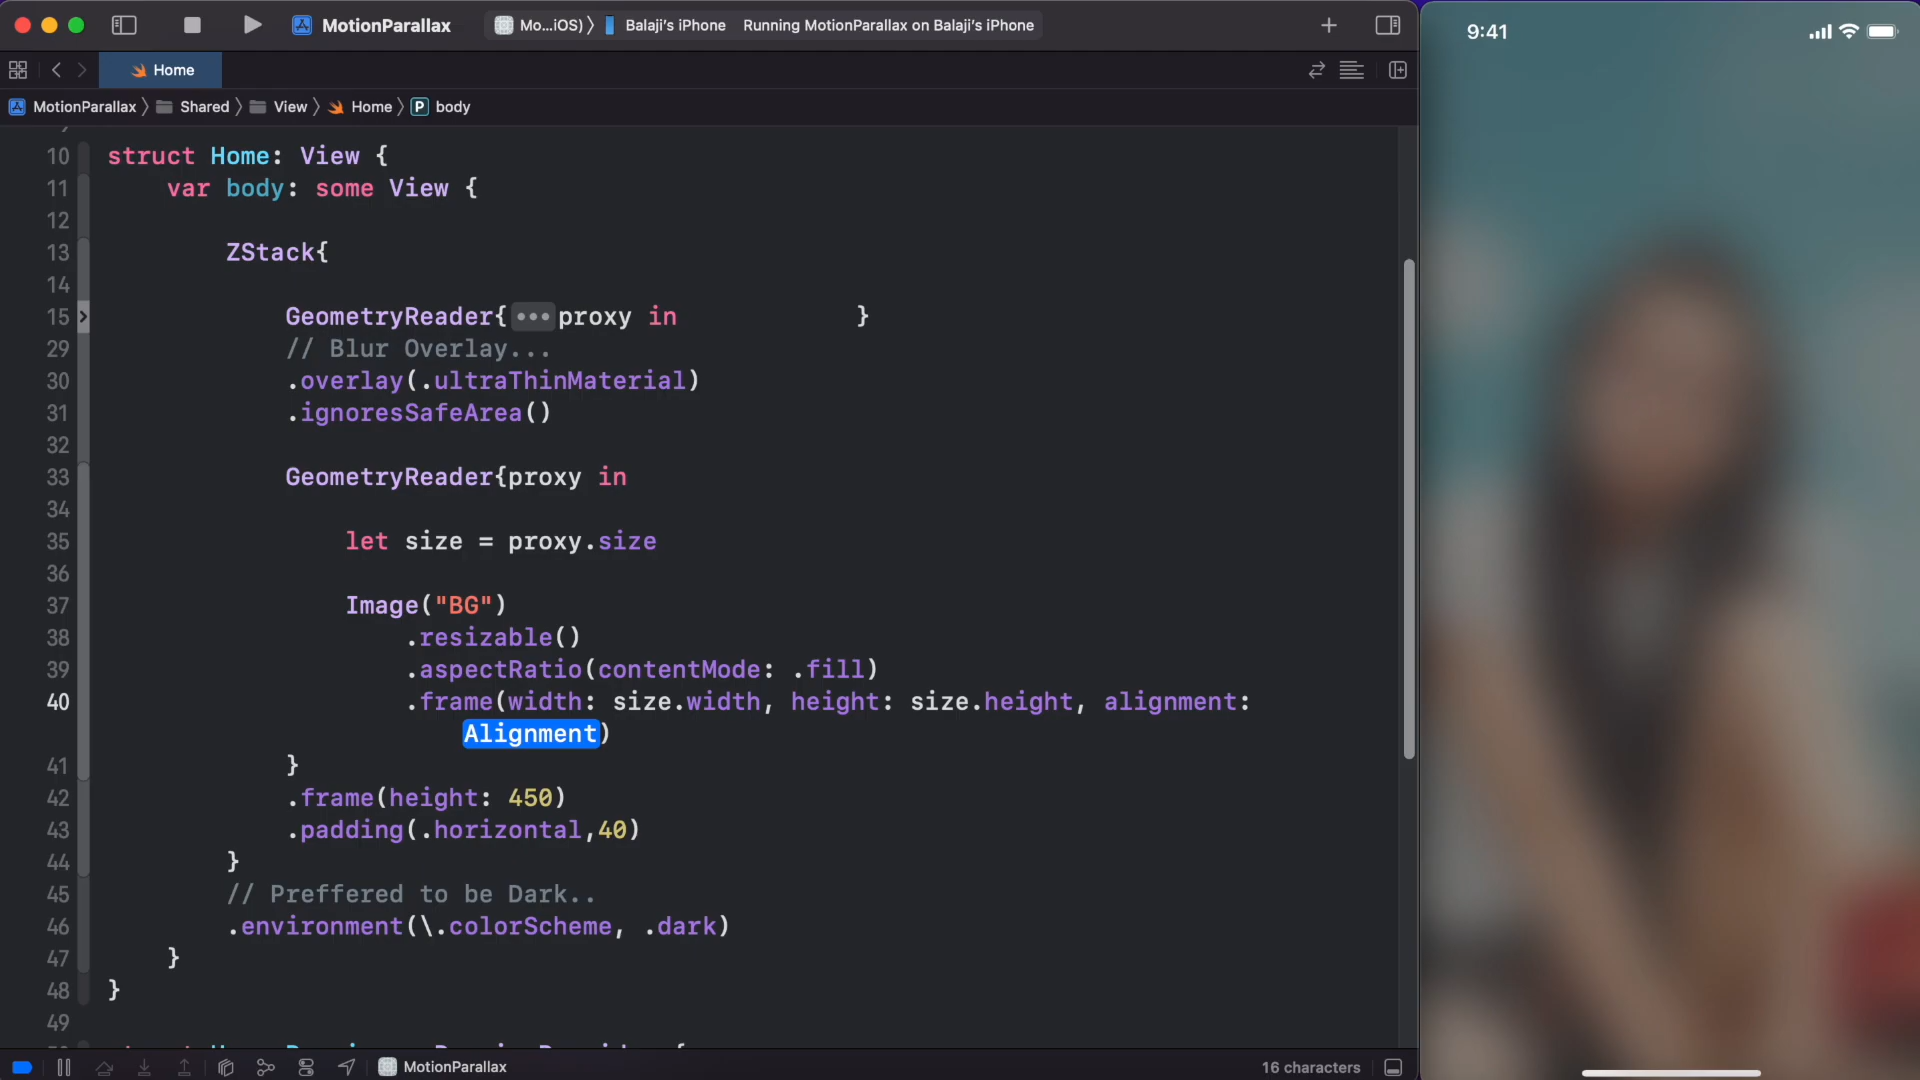 MotionParallax
Mo...iOS) 〉 Balaji's iPhone Running MotionParallax on Balaji's iPhone
9:41
Home
MotionParallax 〉 Shared 〉 View 〉 Home 〉 P body
10 struct Home: View {
11 var body: some View {
12
13 ZStack{
14
15 GeometryReader{•••proxy in }
29 // Blur Overlay...
30 .overlay(.ultraThinMaterial)
31 .ignoresSafeArea()
32
33 GeometryReader{proxy in
34
35 let size = proxy.size
36
37 Image("BG")
38 .resizable()
39 .aspectRatio(contentMode: .fill)
40 .frame(width: size.width, height: size.height, alignment:
Alignment)
41 }
42 .frame(height: 450)
43 .padding(.horizontal,40)
44 }
45 // Preffered to be Dark..
46 .environment(\.colorScheme, .dark)
47 }
48 }
49
MotionParallax
16 characters